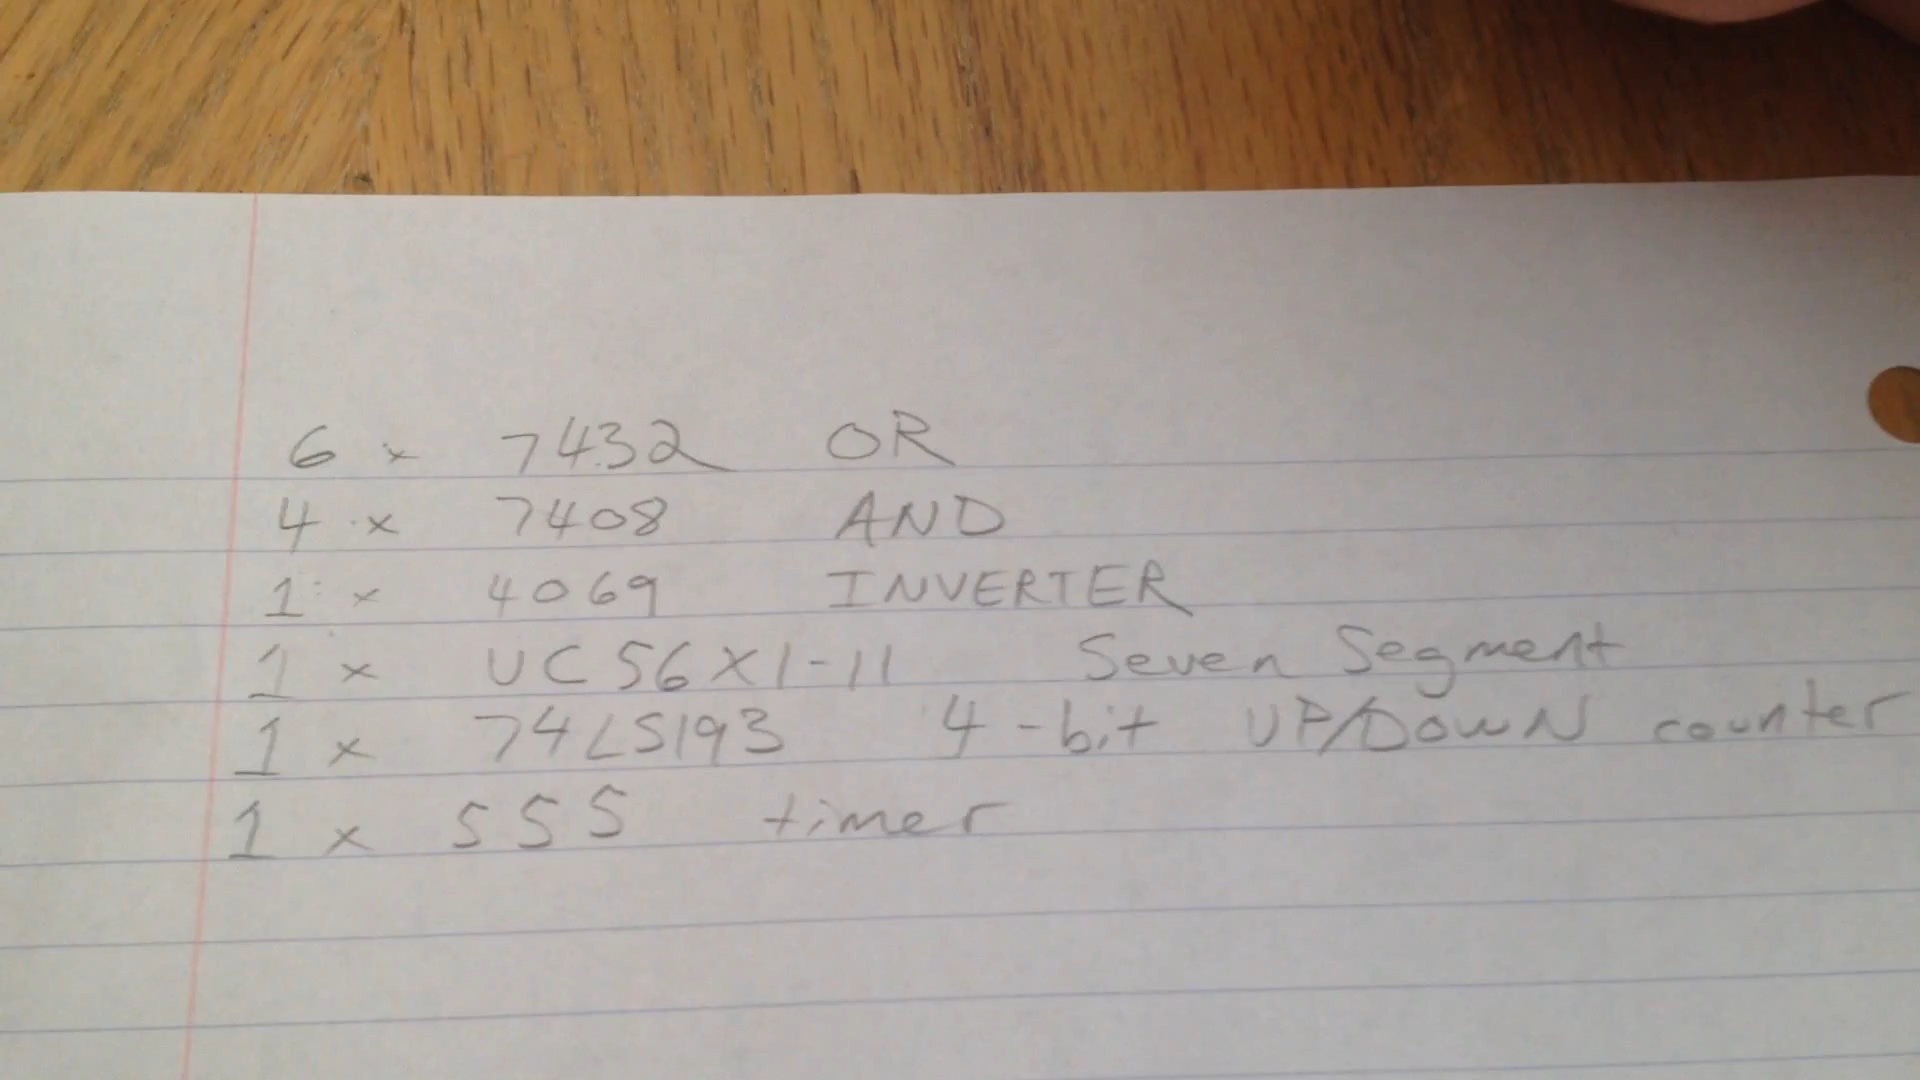 6 x 7432 OR
4 x 7408 AND
1 x 4069 INVERTER
1 x UC56X1-11 Seven Segment
1 x 74LS193 4-bit UP/DOWN counter
1 x 555 timer